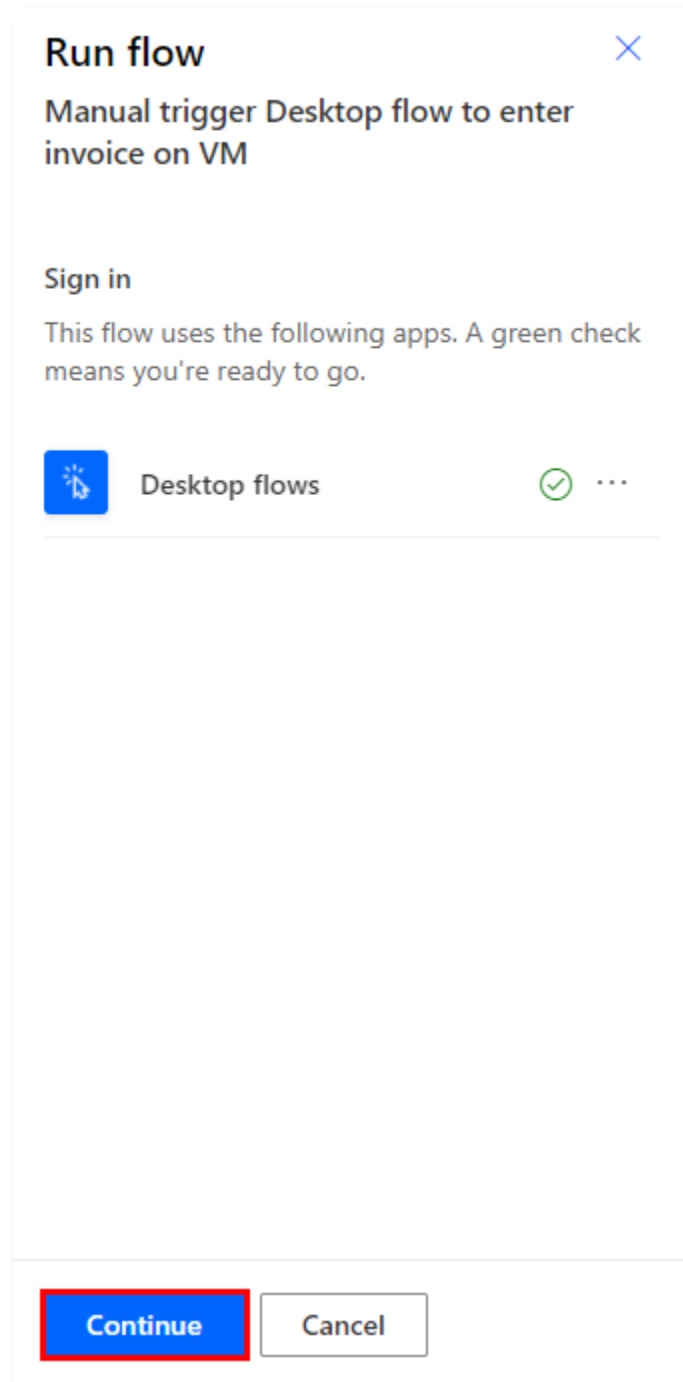 Run flow
Manual trigger Desktop flow to enter
invoice on VM
Sign in
This flow uses the following apps. A green check
means you're ready to go.
Desktop flows
Continue
Cancel